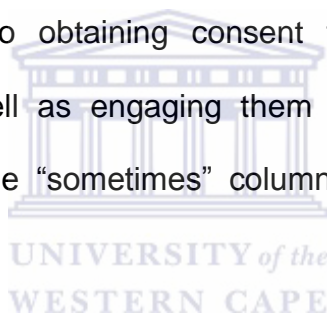 o obtaining consent
ell as engaging them
e “sometimes” column
UNIVERSITY of the
WESTERN CAPE